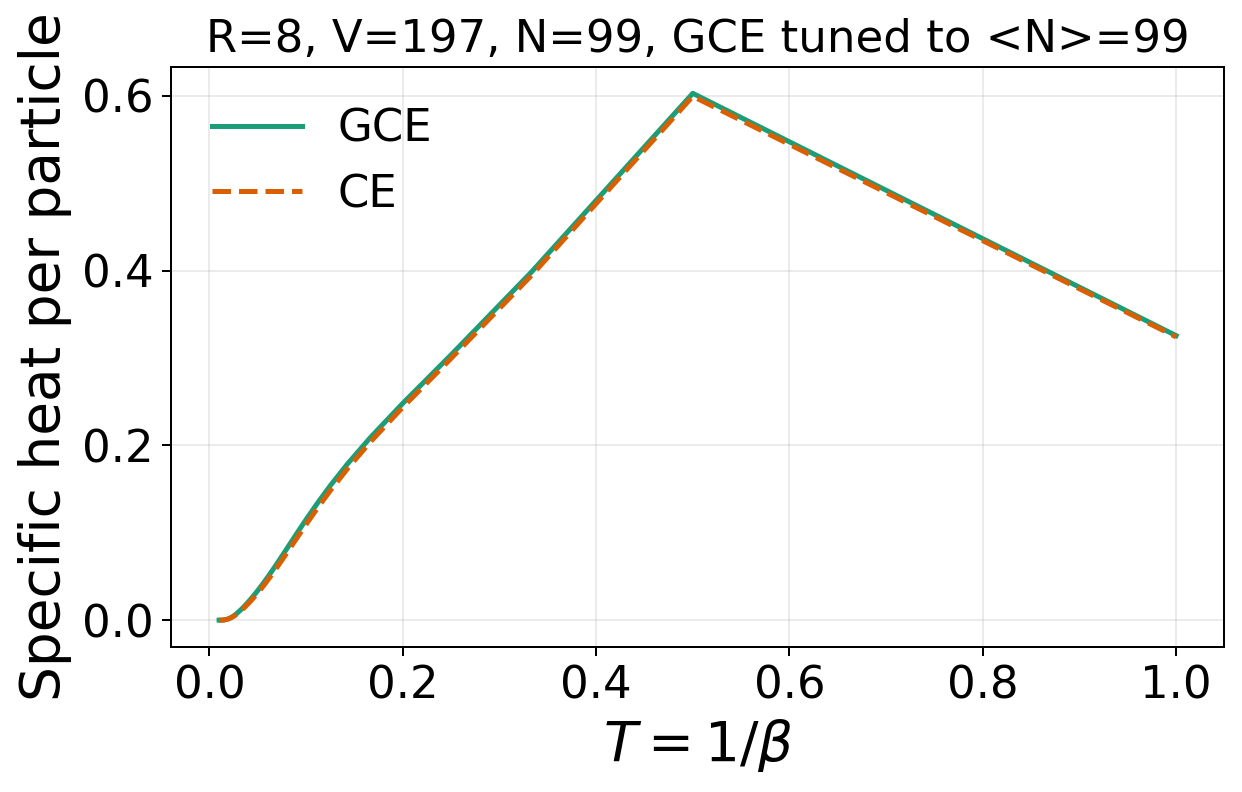 R=8, V=197, N=99, GCE tuned to <N>=99
Specific heat per particle
0.6
0.4
0.2
0.0
GCE
CE
0.0 0.2 0.4 0.6 0.8 1.0
T = 1/β